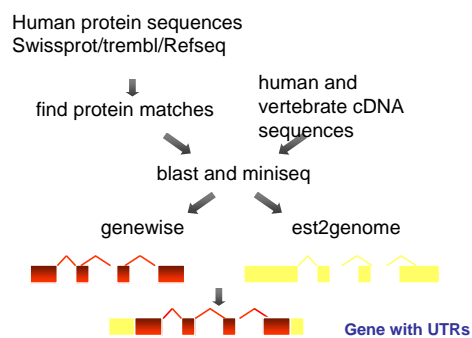 Human protein sequences
Swissprot/trembl/Refseq
find protein matches
human and
vertebrate cDNA
sequences
blast and miniseq
genewise
est2genome
Gene with UTRs